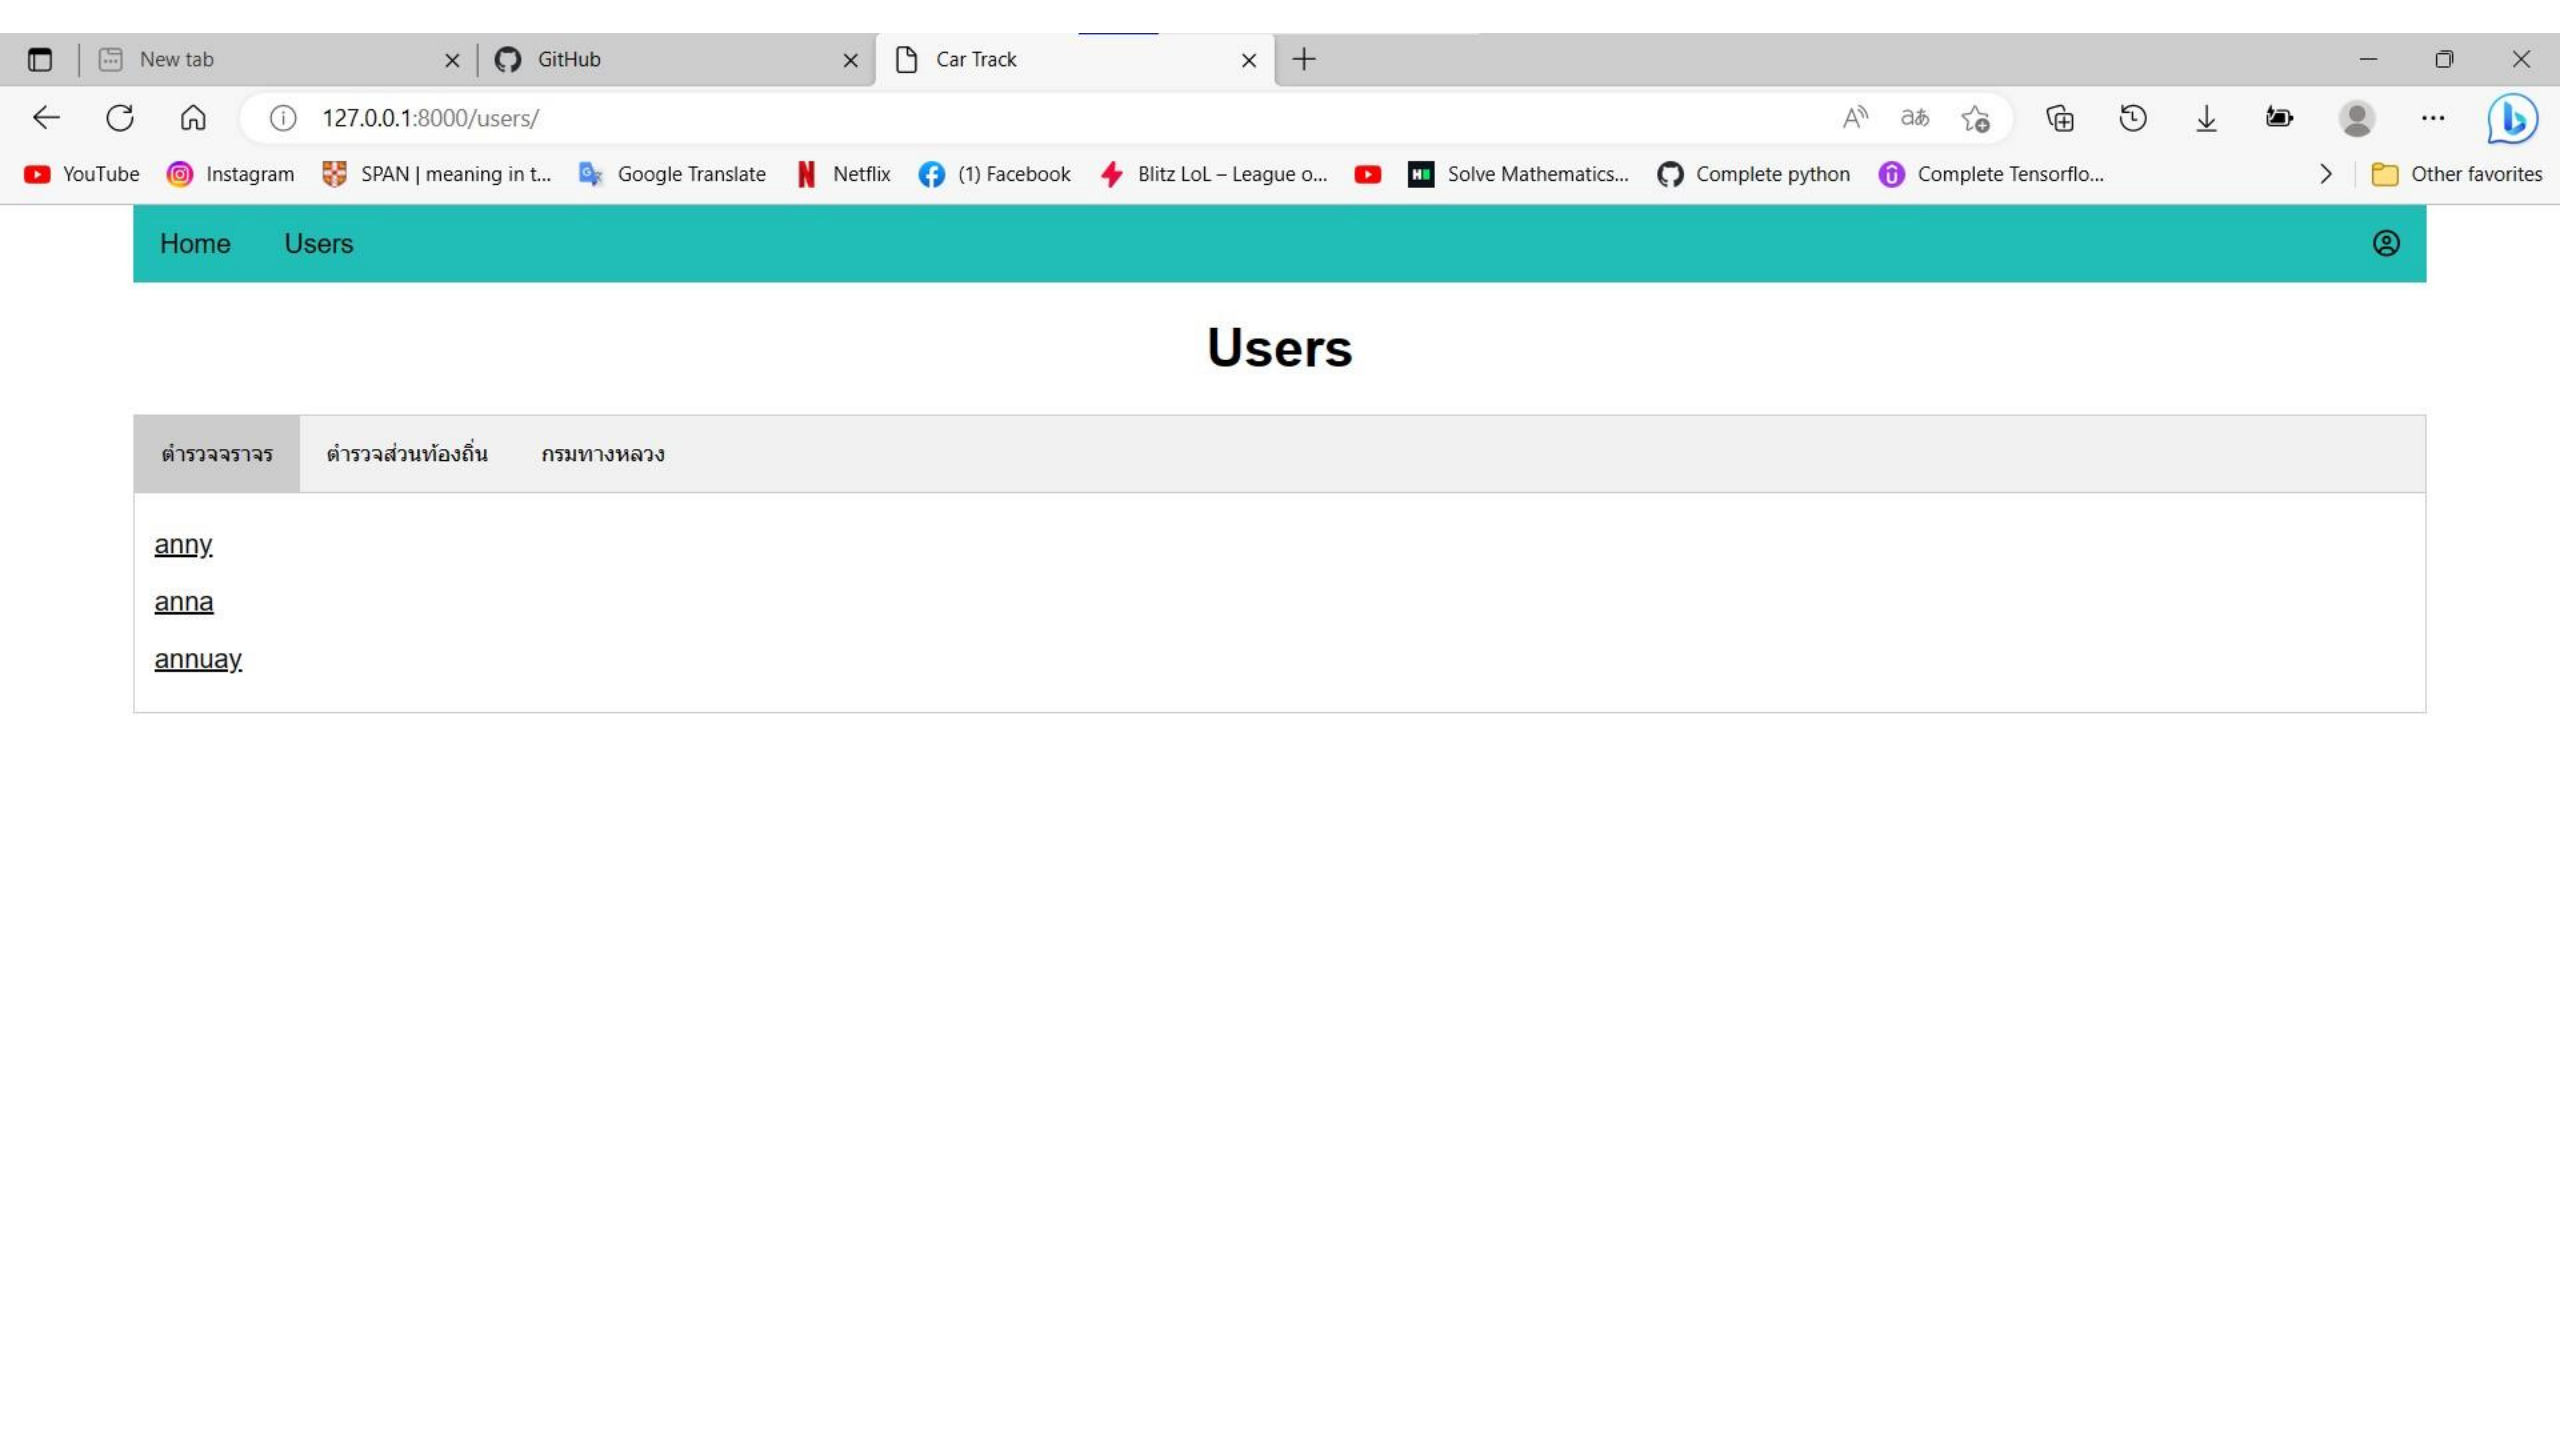 New tab GitHub Car Track
127.0.0.1:8000/users/
YouTube Instagram SPAN | meaning in t... Google Translate Netflix (1) Facebook Blitz LoL – League o... Solve Mathematics... Complete python Complete Tensorflo... Other favorites
Home Users
Users
ตำรวจจราจร ตำรวจส่วนท้องถิ่น กรมทางหลวง
anny
anna
annuay